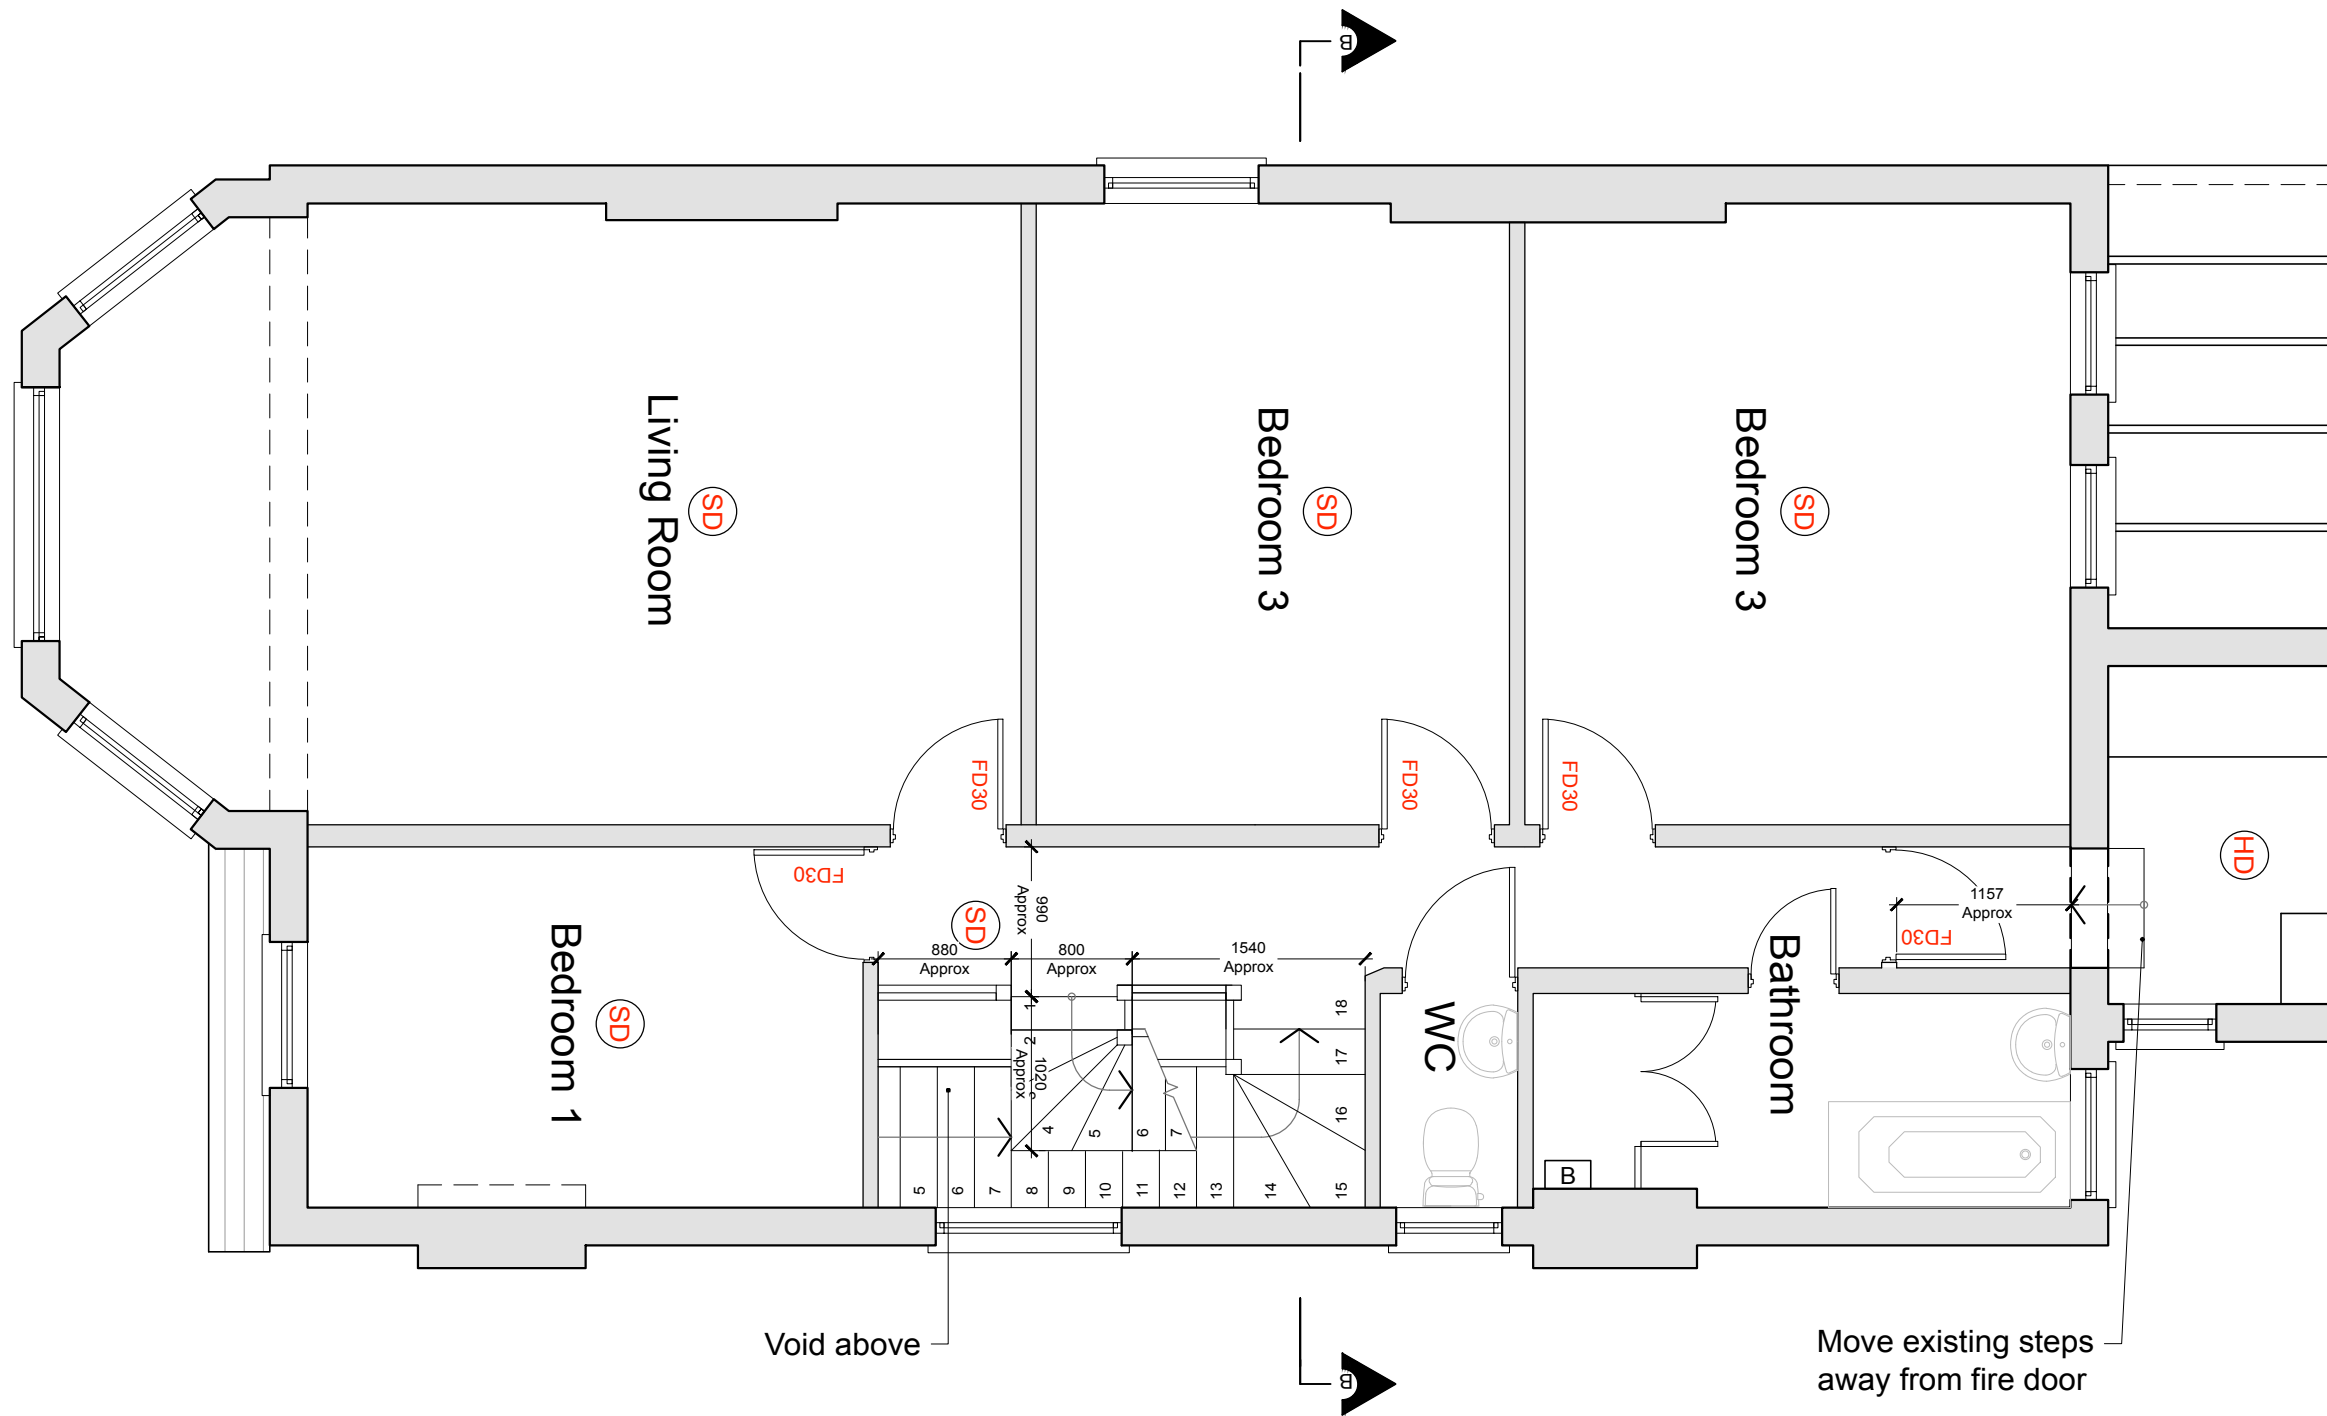 B
Living Room
SD
Bedroom 3
SD
Bedroom 3
SD
FD30
FD30
FD30
FD30
HD
SD
990
Approx
880
Approx
800
Approx
1540
Approx
1157
Approx
FD30
Bedroom 1
SD
1
2
1020
Approx
4
5
6
7
18
17
16
5
6
7
8
9
10
11
12
13
14
15
WC
Bathroom
B
Void above
B
Move existing steps
away from fire door